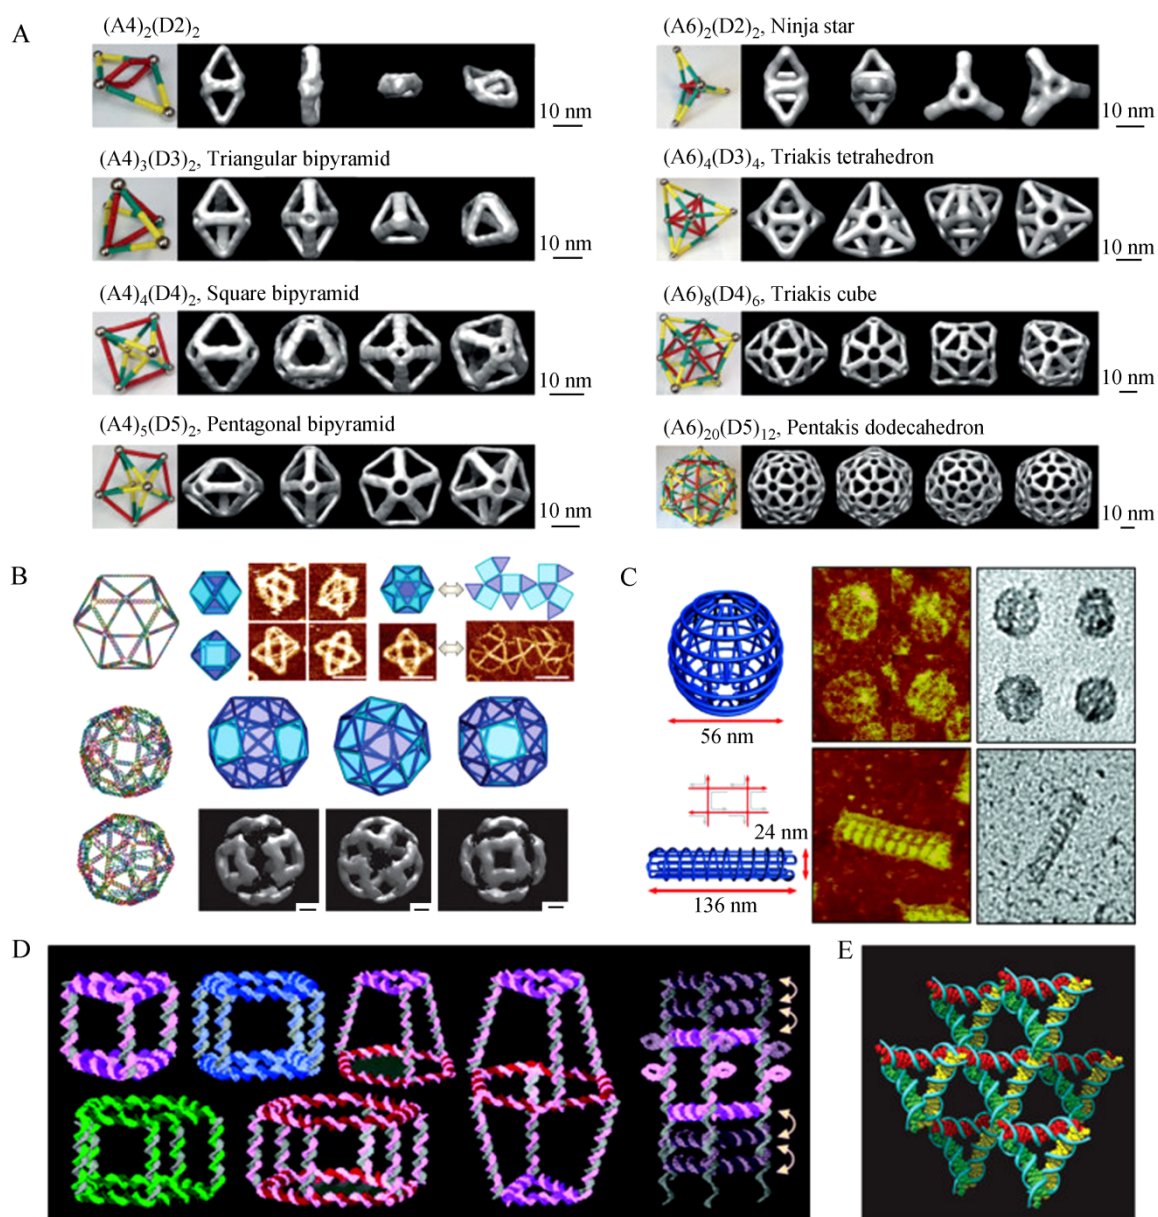 A
(A4)₂(D2)₂
10 nm
(A4)₃(D3)₂, Triangular bipyramid
10 nm
(A4)₄(D4)₂, Square bipyramid
10 nm
(A4)₅(D5)₂, Pentagonal bipyramid
10 nm
(A6)₂(D2)₂, Ninja star
10 nm
(A6)₄(D3)₄, Triakis tetrahedron
10 nm
(A6)₈(D4)₆, Triakis cube
10 nm
(A6)₂₀(D5)₁₂, Pentakis dodecahedron
10 nm
B
C
56 nm
24 nm
136 nm
D
E